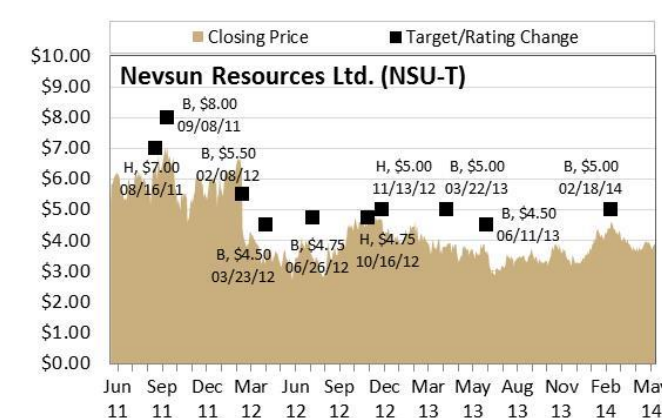 Closing Price Target/Rating Change
Nevsun Resources Ltd. (NSU-T)
$10.00
$9.00
$8.00
$7.00
$6.00
$5.00
$4.00
$3.00
$2.00
$1.00
$0.00
H, $7.00
08/16/11
B, $8.00
09/08/11
B, $5.50
02/08/12
B, $4.50
03/23/12
B, $4.75
06/26/12
H, $4.75
10/16/12
H, $5.00
11/13/12
B, $5.00
03/22/13
B, $4.50
06/11/13
B, $5.00
02/18/14
Jun Sep Dec Mar Jun Sep Dec Mar May Aug Nov Feb May
11 11 11 12 12 12 12 13 13 13 13 14 14